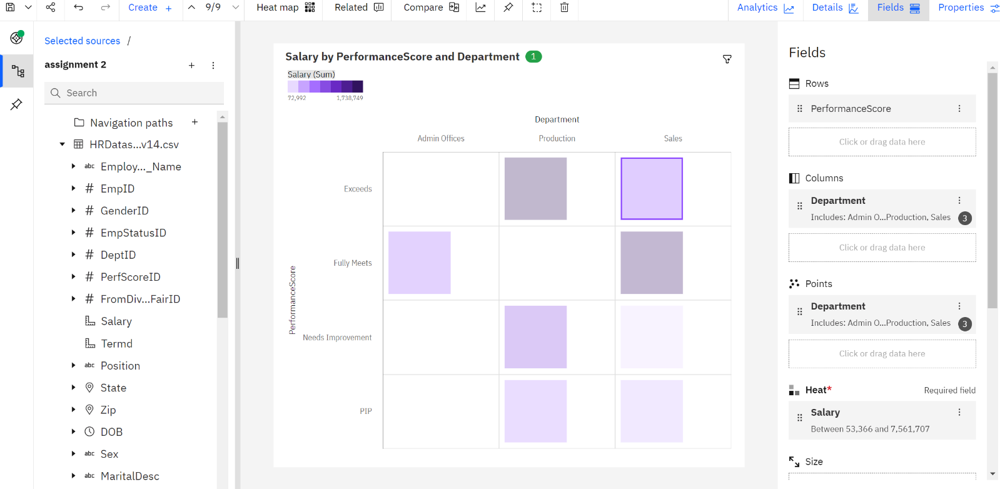 Create +
9/9
Heat map
Related
Compare
Analytics
Details
Fields
Properties
Selected sources /
assignment 2
Search
Navigation paths
HRDatas...v14.csv
abc Employ..._Name
# EmpID
# GenderID
# EmpStatusID
# DeptID
# PerfScoreID
# FromDiv...FairID
Salary
Termd
abc Position
State
Zip
DOB
abc Sex
abc MaritalDesc
Salary by PerformanceScore and Department 1
Salary (Sum)
72,992 1,738,749
Department
Admin Offices Production Sales
PerformanceScore
Exceeds
Fully Meets
Needs Improvement
PIP
Fields
Rows
PerformanceScore
Click or drag data here
Columns
Department
Includes: Admin O...Production, Sales 3
Click or drag data here
Points
Department
Includes: Admin O...Production, Sales 3
Click or drag data here
Heat* Required field
Salary
Between 53,366 and 7,561,707
Size